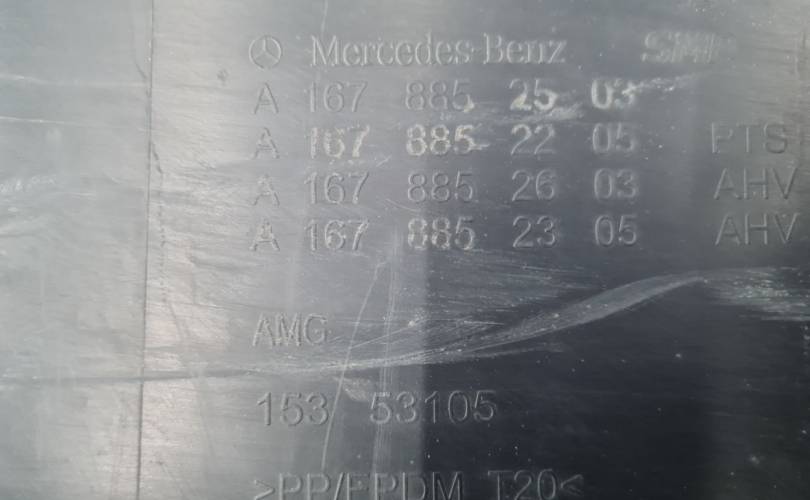 Mercedes-Benz SMP
A 167 885 25 03
A 167 885 22 05 PTS
A 167 885 26 03 AHV
A 167 885 23 05 AHV
AMG
153 53105
>PP/EPDM T20<